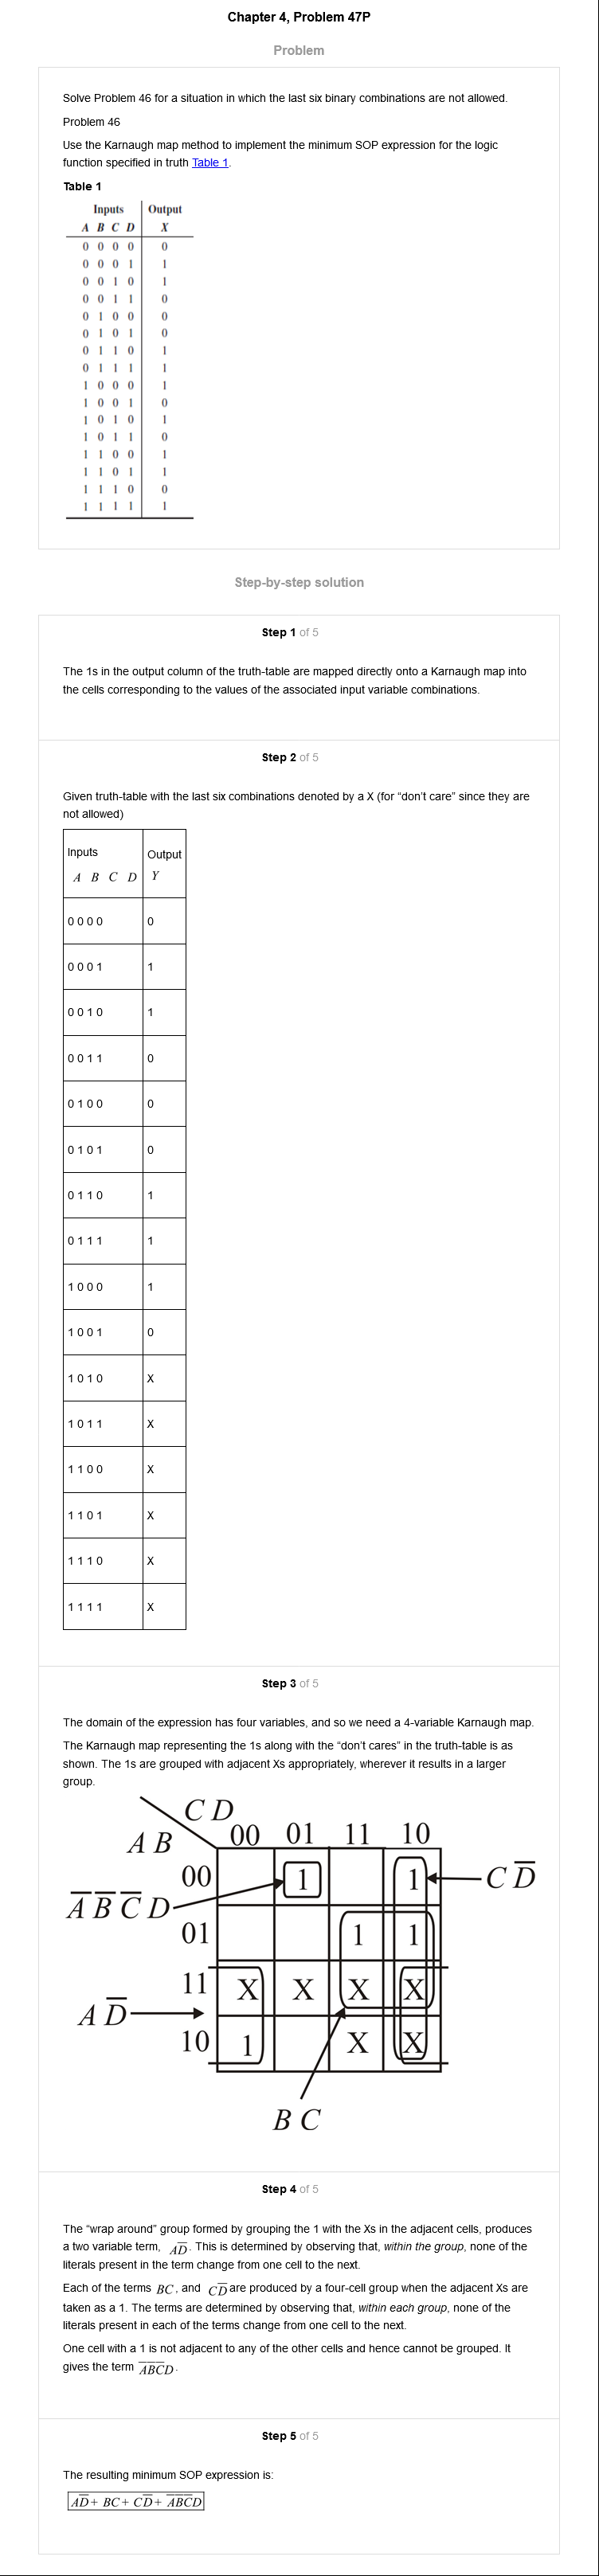 Chapter 4, Problem 47P
Problem
Solve Problem 46 for a situation in which the last six binary combinations are not allowed.
Problem 46
Use the Karnaugh map method to implement the minimum SOP expression for the logic
function specified in truth Table 1.
Table 1
Inputs Output
A B C D X
0 0 0 0 0
0 0 0 1 1
0 0 1 0 1
0 0 1 1 0
0 1 0 0 0
0 1 0 1 0
0 1 1 0 1
0 1 1 1 1
1 0 0 0 1
1 0 0 1 0
1 0 1 0 1
1 0 1 1 0
1 1 0 0 1
1 1 0 1 1
1 1 1 0 0
1 1 1 1 1
Step-by-step solution
Step 1 of 5
The 1s in the output column of the truth-table are mapped directly onto a Karnaugh map into
the cells corresponding to the values of the associated input variable combinations.
Step 2 of 5
Given truth-table with the last six combinations denoted by a X (for “don’t care” since they are
not allowed)
Inputs Output
A B C D Y
0 0 0 0 0
0 0 0 1 1
0 0 1 0 1
0 0 1 1 0
0 1 0 0 0
0 1 0 1 0
0 1 1 0 1
0 1 1 1 1
1 0 0 0 1
1 0 0 1 0
1 0 1 0 X
1 0 1 1 X
1 1 0 0 X
1 1 0 1 X
1 1 1 0 X
1 1 1 1 X
Step 3 of 5
The domain of the expression has four variables, and so we need a 4-variable Karnaugh map.
The Karnaugh map representing the 1s along with the “don’t cares” in the truth-table is as
shown. The 1s are grouped with adjacent Xs appropriately, wherever it results in a larger
group.
C D
A B 00 01 11 10
00 1 1 C D̅
A̅ B̅ C̅ D
01 1 1
11 X X X X
A D̅
10 1 X X
B C
Step 4 of 5
The “wrap around” group formed by grouping the 1 with the Xs in the adjacent cells, produces
a two variable term, AD̅. This is determined by observing that, within the group, none of the
literals present in the term change from one cell to the next.
Each of the terms BC, and CD̅ are produced by a four-cell group when the adjacent Xs are
taken as a 1. The terms are determined by observing that, within each group, none of the
literals present in each of the terms change from one cell to the next.
One cell with a 1 is not adjacent to any of the other cells and hence cannot be grouped. It
gives the term A̅B̅C̅D.
Step 5 of 5
The resulting minimum SOP expression is:
AD̅ + BC + CD̅ + A̅B̅C̅D